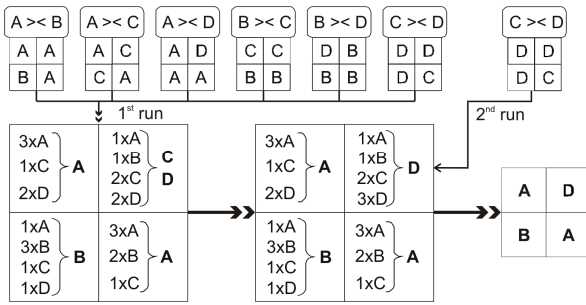 A >< B A >< C A >< D B >< C B >< D C >< D C >< D
A A A C A D C C D B D D D D
B A C A A A B B B B D C D C
1st run
2nd run
3xA
1xC
2xD
A
1xA
1xB
2xC
2xD
C
D
1xA
3xB
1xC
1xD
B
3xA
2xB
1xC
A
3xA
1xC
2xD
A
1xA
1xB
2xC
3xD
D
1xA
3xB
1xC
1xD
B
3xA
2xB
1xC
A
A D
B A